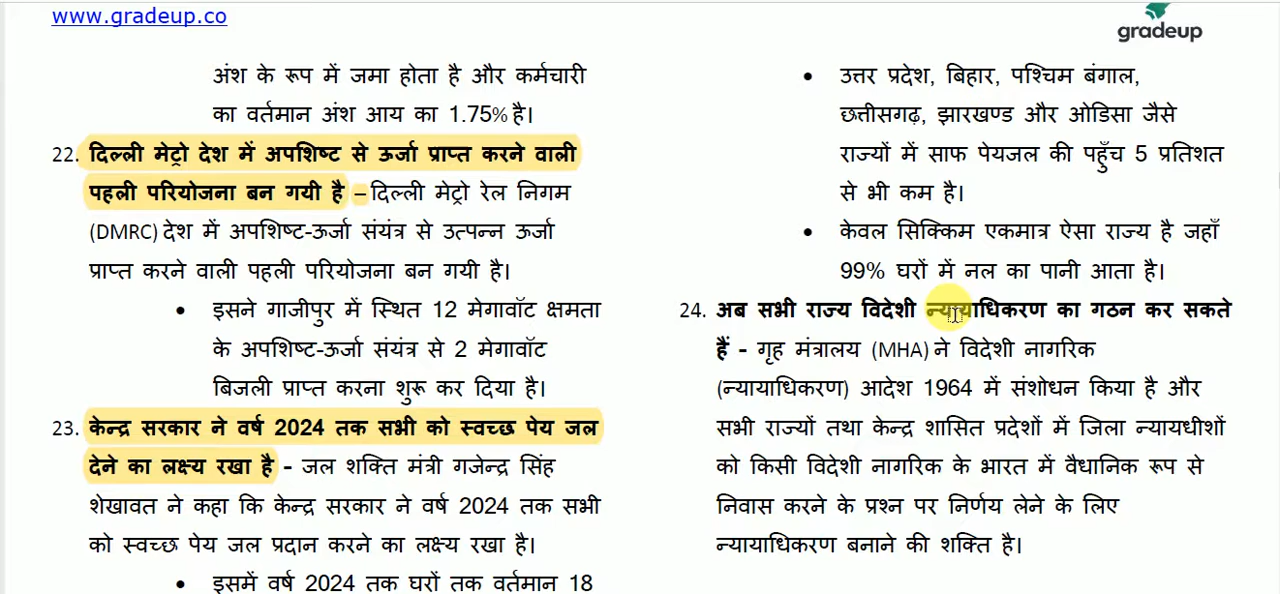 www.gradeup.co
gradeup
अंश के रूप में जमा होता है और कर्मचारी
का वर्तमान अंश आय का 1.75% है।
22. दिल्ली मेट्रो देश में अपशिष्ट से ऊर्जा प्राप्त करने वाली
पहली परियोजना बन गयी है – दिल्ली मेट्रो रेल निगम
(DMRC) देश में अपशिष्ट-ऊर्जा संयंत्र से उत्पन्न ऊर्जा
प्राप्त करने वाली पहली परियोजना बन गयी है।
• इसने गाजीपुर में स्थित 12 मेगावॉट क्षमता
के अपशिष्ट-ऊर्जा संयंत्र से 2 मेगावॉट
बिजली प्राप्त करना शुरू कर दिया है।
23. केन्द्र सरकार ने वर्ष 2024 तक सभी को स्वच्छ पेय जल
देने का लक्ष्य रखा है - जल शक्ति मंत्री गजेन्द्र सिंह
शेखावत ने कहा कि केन्द्र सरकार ने वर्ष 2024 तक सभी
को स्वच्छ पेय जल प्रदान करने का लक्ष्य रखा है।
• इसमें वर्ष 2024 तक घरों तक वर्तमान 18
• उत्तर प्रदेश, बिहार, पश्चिम बंगाल,
छत्तीसगढ़, झारखण्ड और ओडिसा जैसे
राज्यों में साफ पेयजल की पहुँच 5 प्रतिशत
से भी कम है।
• केवल सिक्किम एकमात्र ऐसा राज्य है जहाँ
99% घरों में नल का पानी आता है।
24. अब सभी राज्य विदेशी न्यायाधिकरण का गठन कर सकते
हैं - गृह मंत्रालय (MHA) ने विदेशी नागरिक
(न्यायाधिकरण) आदेश 1964 में संशोधन किया है और
सभी राज्यों तथा केन्द्र शासित प्रदेशों में जिला न्यायधीशों
को किसी विदेशी नागरिक के भारत में वैधानिक रूप से
निवास करने के प्रश्न पर निर्णय लेने के लिए
न्यायाधिकरण बनाने की शक्ति है।